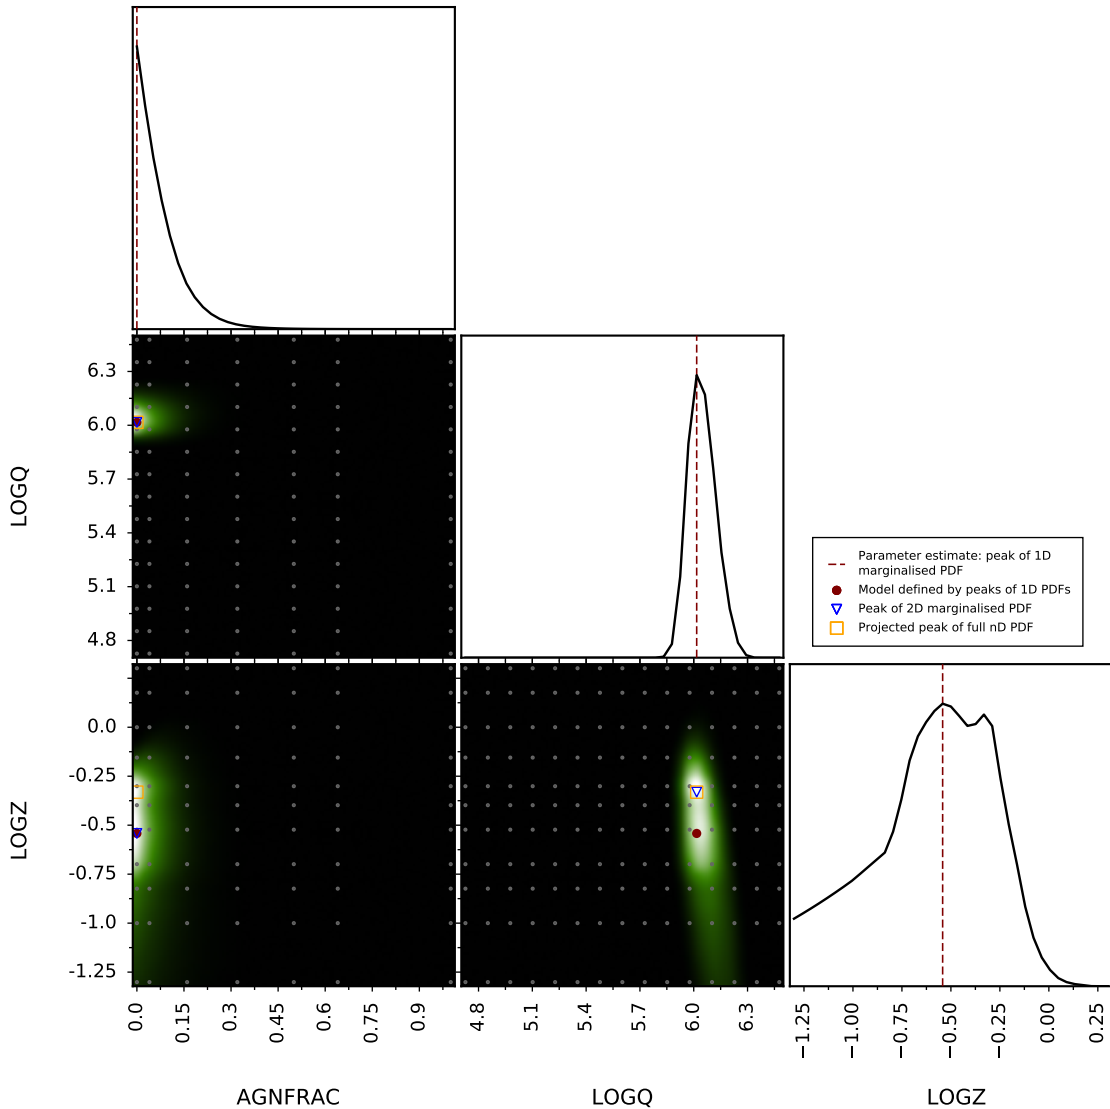 6.3
6.0
5.7
5.4
5.1
4.8
LOGQ
Parameter estimate: peak of 1D
marginalised PDF
Model defined by peaks of 1D PDFs
Peak of 2D marginalised PDF
Projected peak of full nD PDF
0.0
-0.25
-0.5
-0.75
-1.0
-1.25
LOGZ
0.0 0.15 0.3 0.45 0.6 0.75 0.9
4.8 5.1 5.4 5.7 6.0 6.3
−1.25 −1.00 −0.75 −0.50 −0.25 0.00 0.25
AGNFRAC LOGQ LOGZ